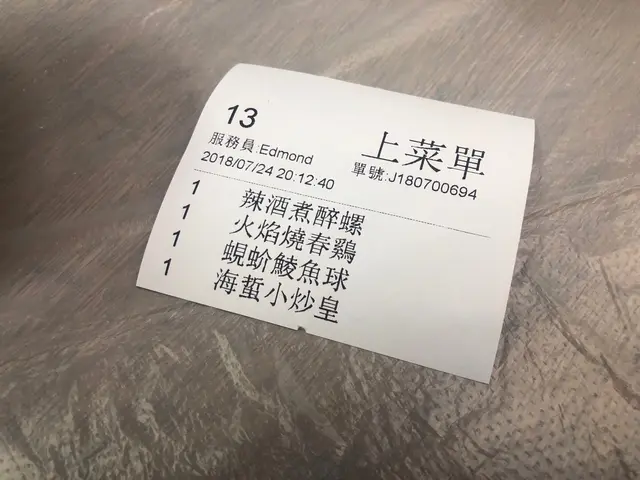 13
上菜單
服務員:Edmond
單號:J180700694
2018/07/24 20:12:40
1 辣酒煮醉螺
1 火焰燒春鷄
1 蜆蚧鯪魚球
1 海蜇小炒皇